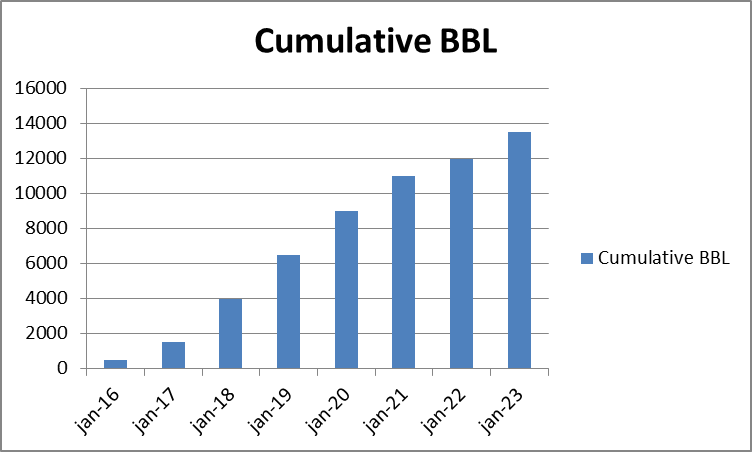 Cumulative BBL
16000
14000
12000
10000
8000
6000
4000
2000
0
jan-16
jan-17
jan-18
jan-19
jan-20
jan-21
jan-22
jan-23
Cumulative BBL